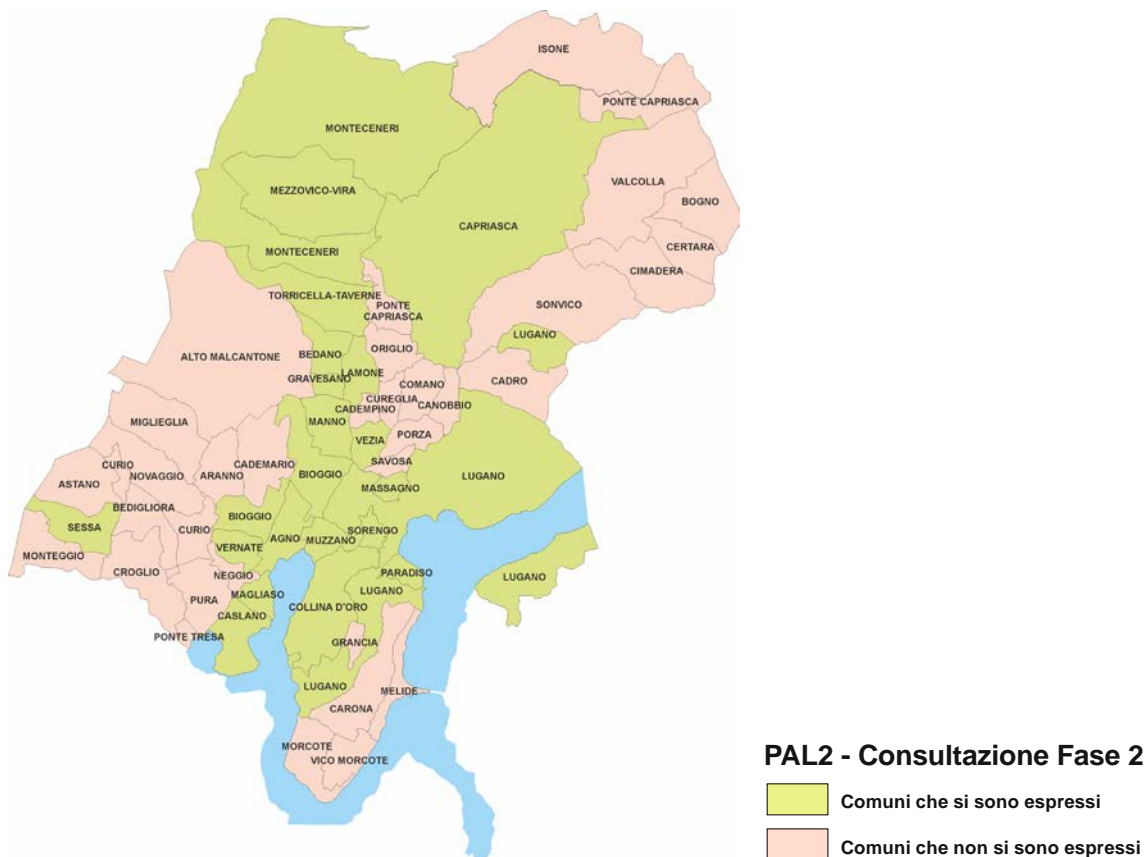 ISONE
PONTE CAPRIASCA
MONTECENERI
VALCOLLA
MEZZOVICO-VIRA
BOGNO
CAPRIASCA
CERTARA
MONTECENERI
CIMADERA
TORRICELLA-TAVERNE
SONVICO
PONTE
CAPRIASCA
LUGANO
ORIGLIO
BEDANO
ALTO MALCANTONE
LAMONE
GRAVESANO
CADRO
COMANO
CUREGLIA
CANOBBIO
CADEMPINO
MIGLIEGLIA
MANNO
PORZA
VEZIA
SAVOSA
CURIO
CADEMARIO
NOVAGGIO
ARANNO
BIOGGIO
LUGANO
ASTANO
MASSAGNO
BEDIGLIORA
BIOGGIO
SESSA
CURIO
SORENGO
AGNO
MUZZANO
VERNATE
MONTEGGIO
CROGLIO
NEGGIO
PARADISO
LUGANO
LUGANO
MAGLIASO
PURA
COLLINA D'ORO
CASLANO
PONTE TRESA
GRANCIA
LUGANO
MELIDE
CARONA
MORCOTE
VICO MORCOTE
PAL2 - Consultazione Fase 2
Comuni che si sono espressi
Comuni che non si sono espressi